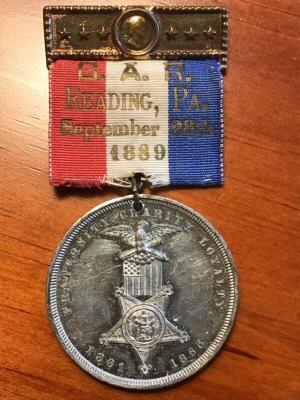 G. A. R.
READING, PA.
September 28th
1889
FRATERNITY CHARITY LOYALTY
1861 1866